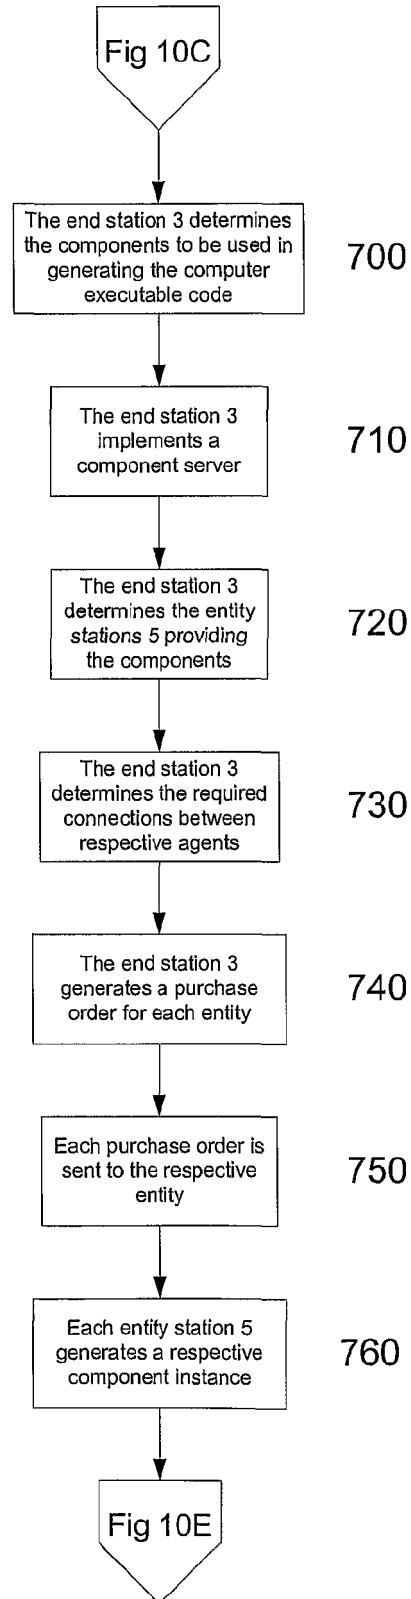 Fig 10C
The end station 3 determines
the components to be used in
generating the computer
executable code
700
The end station 3
implements a
component server
710
The end station 3
determines the entity
stations 5 providing
the components
720
The end station 3
determines the required
connections between
respective agents
730
The end station 3
generates a purchase
order for each entity
740
Each purchase order is
sent to the respective
entity
750
Each entity station 5
generates a respective
component instance
760
Fig 10E